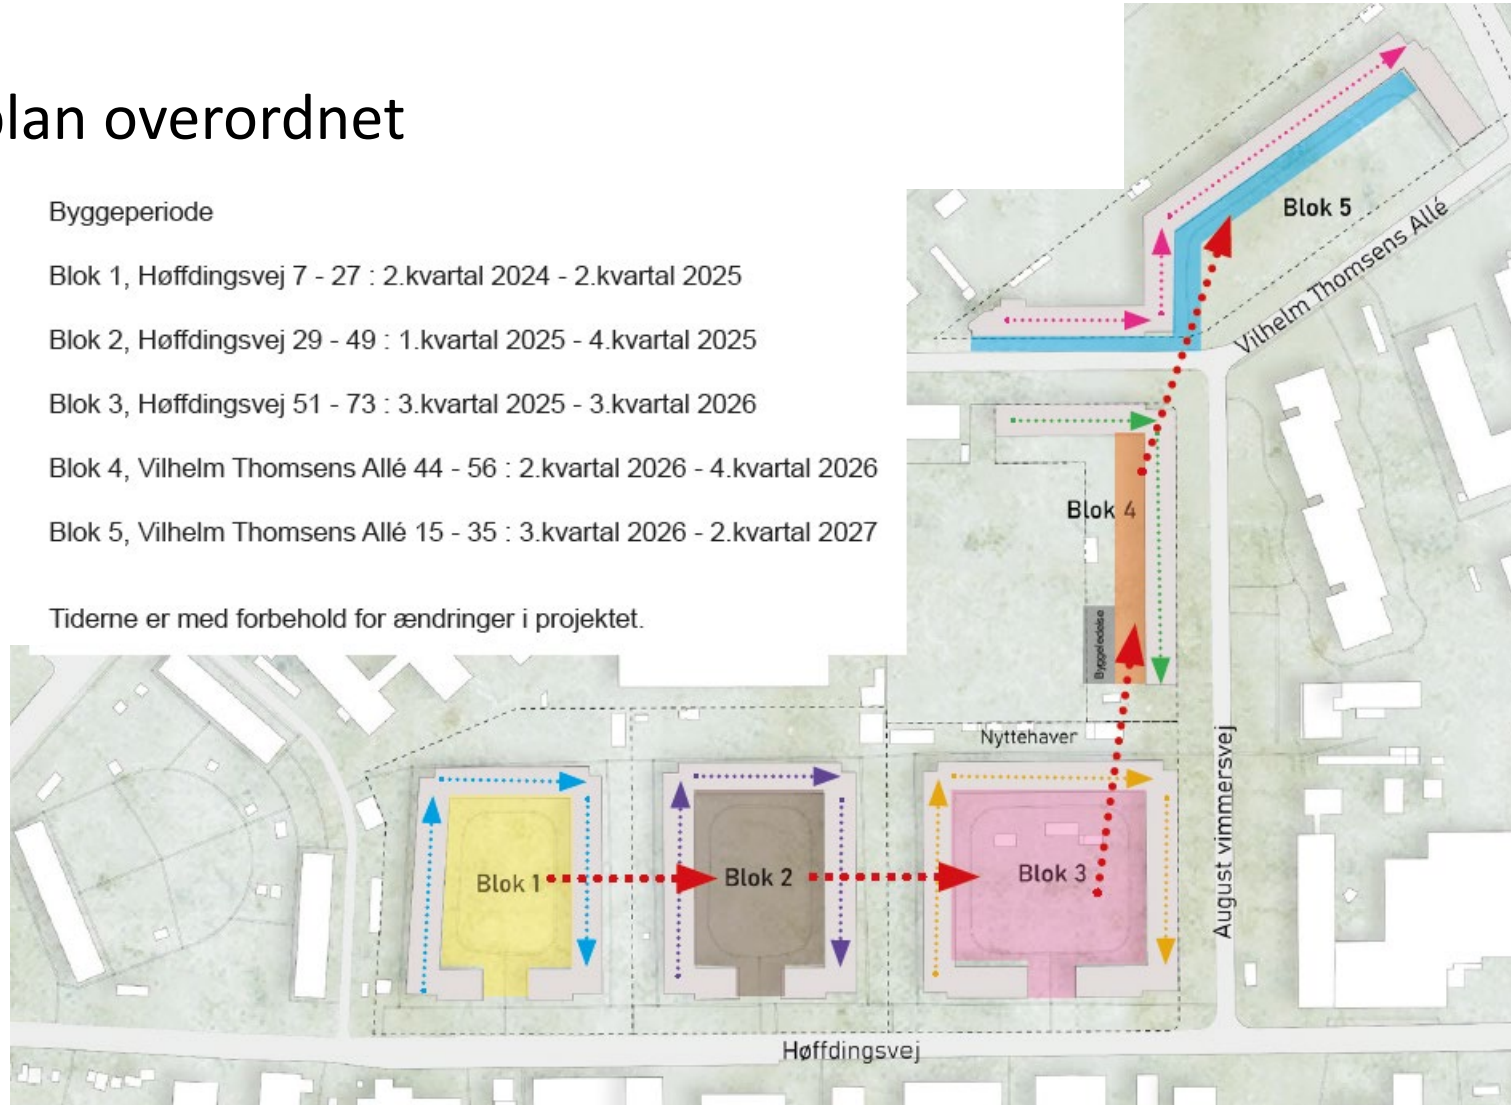 plan overordnet
Byggeperiode
Blok 1, Høffdingsvej 7 - 27 : 2.kvartal 2024 - 2.kvartal 2025
Blok 2, Høffdingsvej 29 - 49 : 1.kvartal 2025 - 4.kvartal 2025
Blok 3, Høffdingsvej 51 - 73 : 3.kvartal 2025 - 3.kvartal 2026
Blok 4, Vilhelm Thomsens Allé 44 - 56 : 2.kvartal 2026 - 4.kvartal 2026
Blok 5, Vilhelm Thomsens Allé 15 - 35 : 3.kvartal 2026 - 2.kvartal 2027
Tiderne er med forbehold for ændringer i projektet.
Blok 5
Vilhelm Thomsens Allé
Blok 4
Byggeledelse
Nyttehaver
August vimmersvej
Blok 1
Blok 2
Blok 3
Høffdingsvej